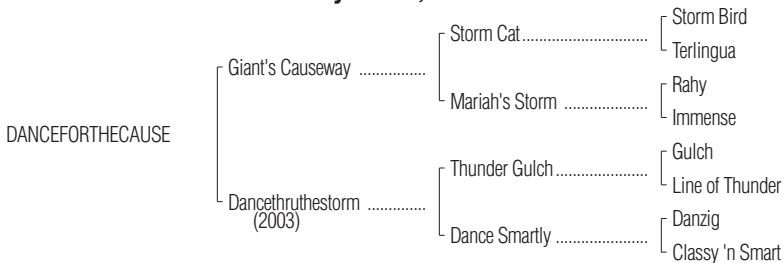 Storm Bird
Storm Cat..............................
Terlingua
Giant's Causeway ................
Rahy
Mariah's Storm ....................
Immense
DANCEFORTHECAUSE
Gulch
Thunder Gulch......................
Line of Thunder
Dancethruthestorm ..............
(2003)
Danzig
Dance Smartly ......................
Classy 'n Smart